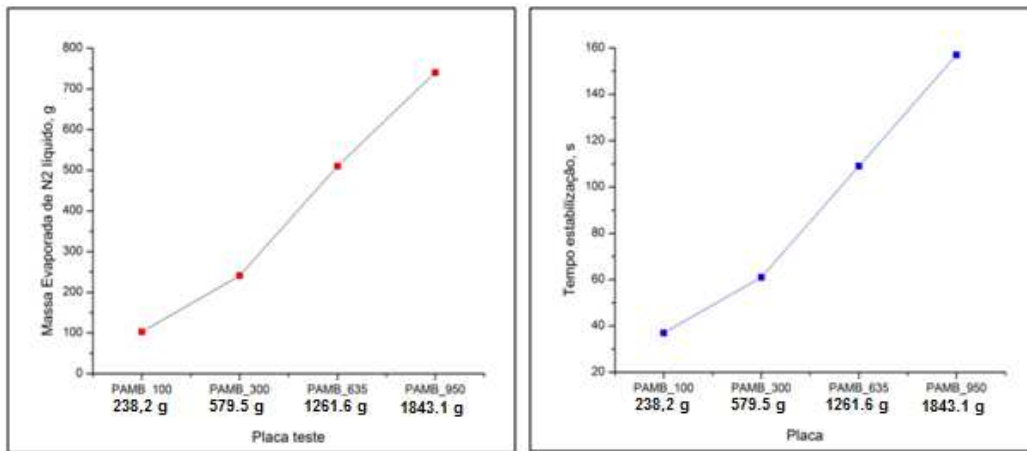 Massa Evaporada de N2 líquido, g
800
700
600
500
400
300
200
100
0
PAMB_100 PAMB_300 PAMB_635 PAMB_950
238,2 g 579.5 g 1261.6 g 1843.1 g
Placa teste
Tempo estabilização, s
160
140
120
100
80
60
40
20
PAMB_100 PAMB_300 PAMB_635 PAMB_950
238,2 g 579.5 g 1261.6 g 1843.1 g
Placa